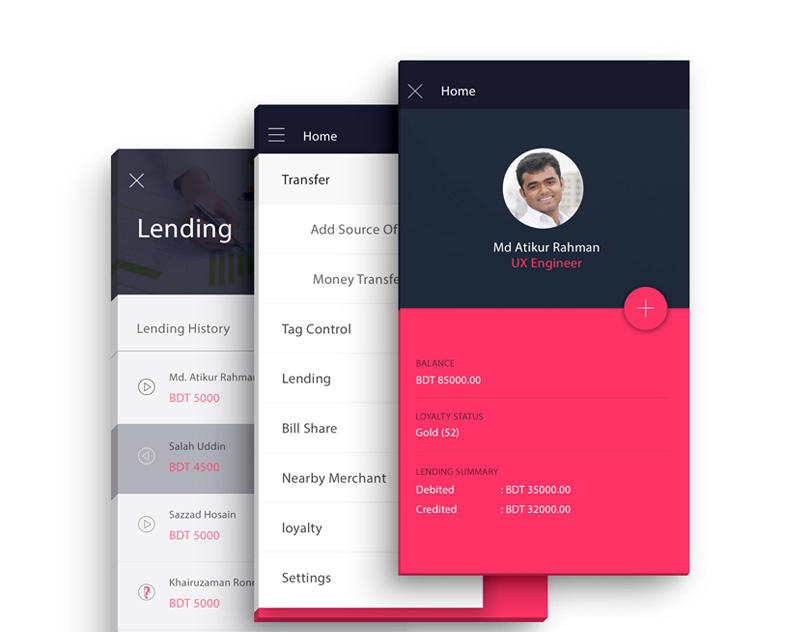 Lending
Lending History
Md. Atikur
BDT 5000
Salah Uddin
BDT 4500
Sazzad Hosain
BDT 5000
Khairuzaman
BDT 5000
Home
Transfer
Add Source Of
Money
Tag Control
Lending
Bill Share
Nearby Merchant
loyalty
Settings
Home
Md Atikur Rahman
UX Engineer
BALANCE
BDT 85000.00
LOYALTY STATUS
Gold (52)
LENDING SUMMARY
Debited : BDT 35000.00
Credited : BDT 32000.00